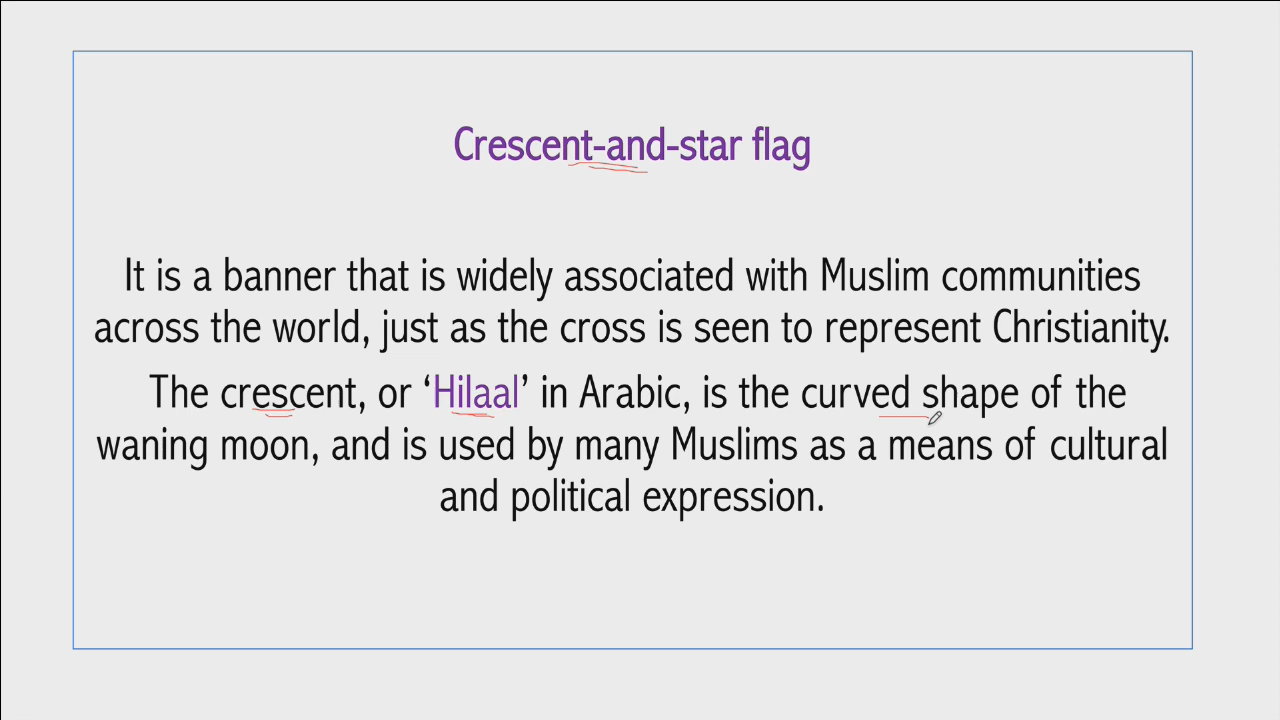 Crescent-and-star flag
It is a banner that is widely associated with Muslim communities
across the world, just as the cross is seen to represent Christianity.
The crescent, or ‘Hilaal’ in Arabic, is the curved shape of the
waning moon, and is used by many Muslims as a means of cultural
and political expression.